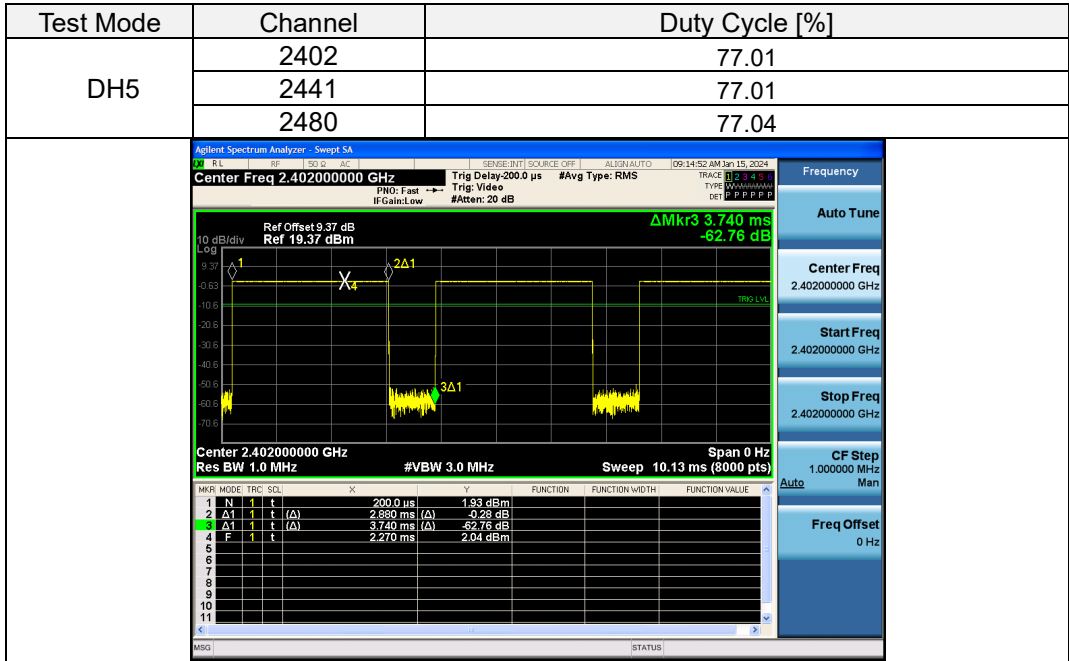 Test Mode Channel Duty Cycle [%]
DH5
2402 77.01
2441 77.01
2480 77.04
Agilent Spectrum Analyzer - Swept SA
LXI RL RF 50 Ω AC SENSE:INT SOURCE OFF ALIGN AUTO 09:14:52 AM Jan 15, 2024
Center Freq 2.402000000 GHz
PNO: Fast
IFGain:Low
Trig Delay-200.0 µs #Avg Type: RMS
Trig: Video
#Atten: 20 dB
TRACE 1 2 3 4 5 6
TYPE
DET P P P P P P
ΔMkr3 3.740 ms
-62.76 dB
Ref Offset 9.37 dB
10 dB/div Ref 19.37 dBm
Log
9.37
-0.63
-10.6
-20.6
-30.6
-40.6
-50.6
-60.6
-70.6
1
2Δ1
4
TRIG LVL
3Δ1
Center 2.402000000 GHz Span 0 Hz
Res BW 1.0 MHz #VBW 3.0 MHz Sweep 10.13 ms (8000 pts)
MKR MODE TRC SCL X Y FUNCTION FUNCTION WIDTH FUNCTION VALUE
1 N 1 t 200.0 µs 1.93 dBm
2 Δ1 1 t (Δ) 2.880 ms (Δ) -0.28 dB
3 Δ1 1 t (Δ) 3.740 ms (Δ) -62.76 dB
4 F 1 t 2.270 ms 2.04 dBm
5
6
7
8
9
10
11
MSG STATUS
Frequency
Auto Tune
Center Freq
2.402000000 GHz
Start Freq
2.402000000 GHz
Stop Freq
2.402000000 GHz
CF Step
1.000000 MHz
Auto Man
Freq Offset
0 Hz